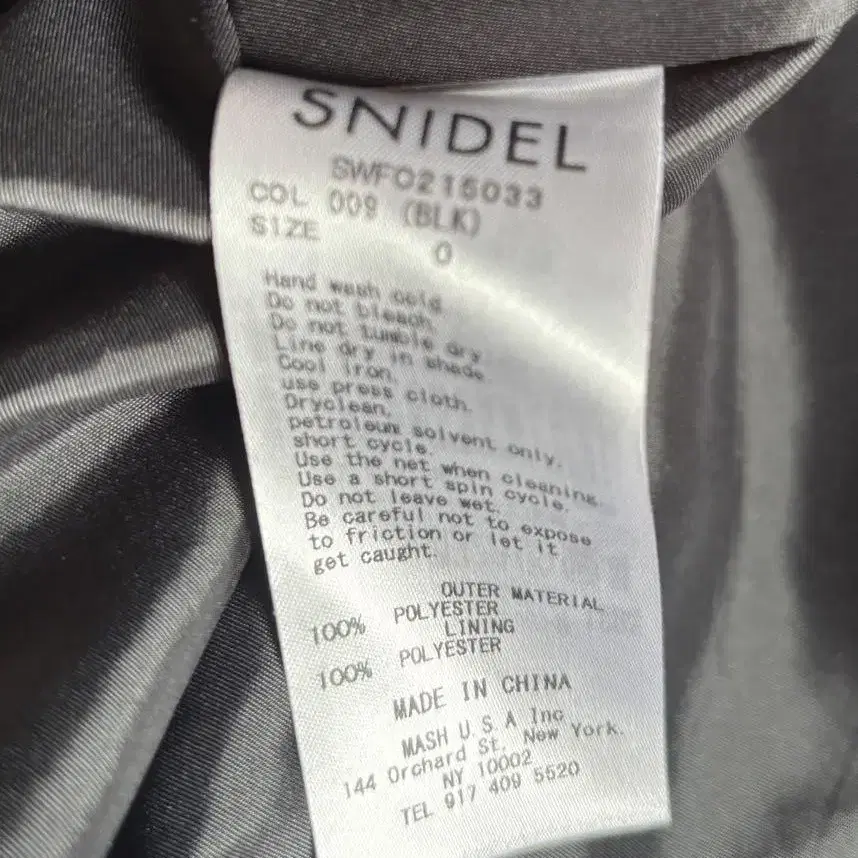 SNIDEL
SWFO215033
COL 009 (BLK)
SIZE 0
Hand wash cold.
Do not bleach.
Do not tumble dry.
Line dry in shade.
Cool iron.
use press cloth.
Dryclean.
petroleum solvent only.
short cycle.
Use the net when cleaning.
Use a short spin cycle.
Do not leave wet.
Be careful not to expose
to friction or let it
get caught.
OUTER MATERIAL
100% POLYESTER
LINING
100% POLYESTER
MADE IN CHINA
MASH U.S.A Inc
144 Orchard St. New York.
NY 10002
TEL 917 409 5520